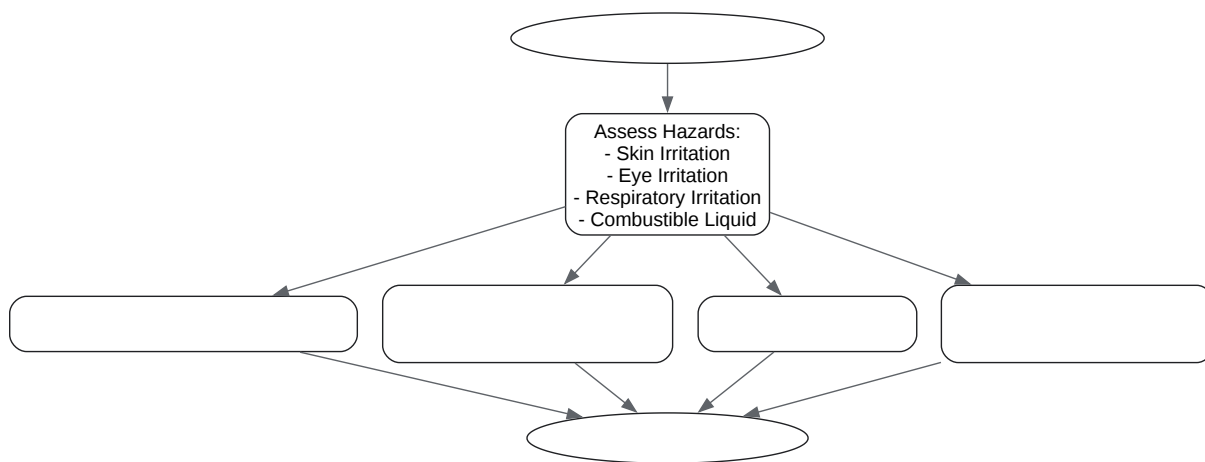 Assess Hazards:
- Skin Irritation
- Eye Irritation
- Respiratory Irritation
- Combustible Liquid